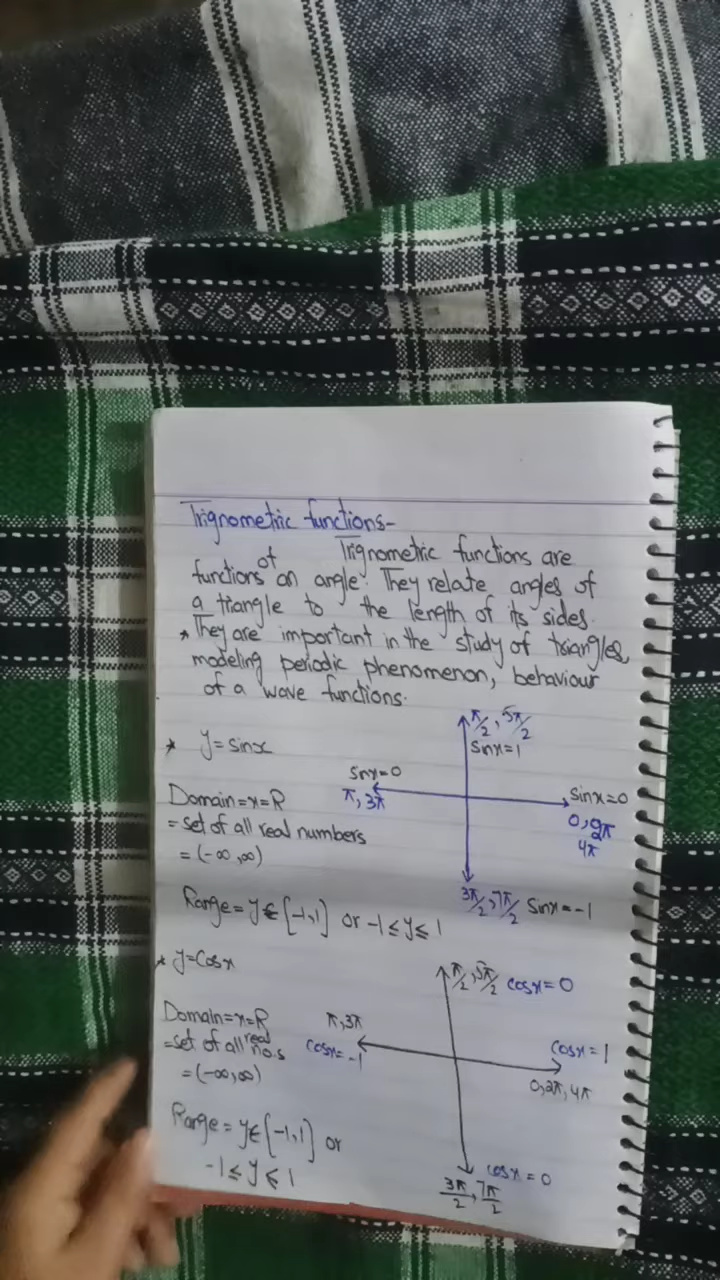 Trignometric functions-
Trignometric functions are
functions of an angle. They relate angles of
a triangle to the length of its sides.
* They are important in the study of triangles,
modeling periodic phenomenon, behaviour
of a wave functions.
* y=sinx
π/2, 5π/2
sinx=1
sinx=0
π, 3π
sinx=0
0, 2π
4π
Domain=x=R
=set of all real numbers
=(-∞,∞)
3π/2, 7π/2 sinx=-1
Range=y∈[-1,1] or -1≤y≤1
* y=cosx
π/2, 5π/2 cosx=0
Domain=x=R
=set of all real no.s
=(-∞,∞)
π,3π
cosx=-1
cosx=1
0,2π,4π
Range=y∈[-1,1] or
-1≤y≤1
cosx=0
3π/2, 7π/2